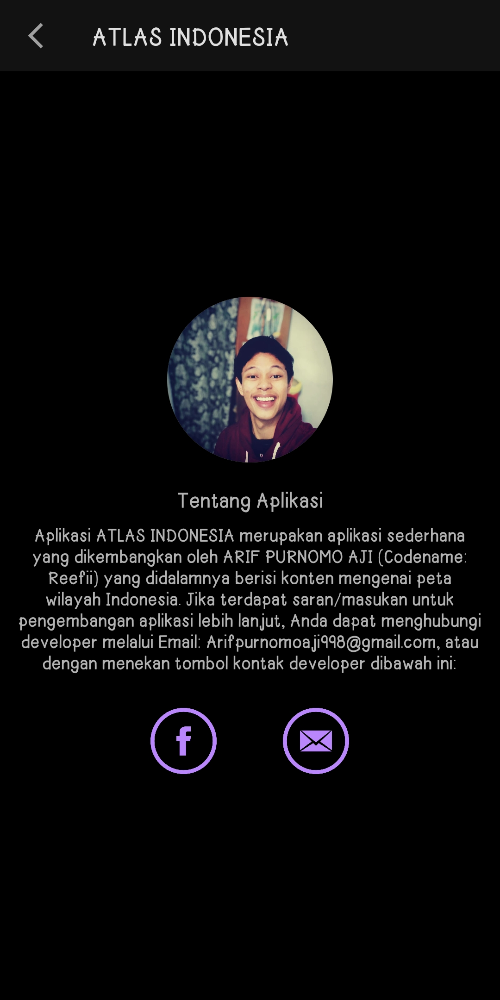 ATLAS INDONESIA
Tentang Aplikasi
Aplikasi ATLAS INDONESIA merupakan aplikasi sederhana
yang dikembangkan oleh ARIF PURNOMO AJI (Codename:
Reefii) yang didalamnya berisi konten mengenai peta
wilayah Indonesia. Jika terdapat saran/masukan untuk
pengembangan aplikasi lebih lanjut, Anda dapat menghubungi
developer melalui Email: Arifpurnomoaji998@gmail.com, atau
dengan menekan tombol kontak developer dibawah ini: